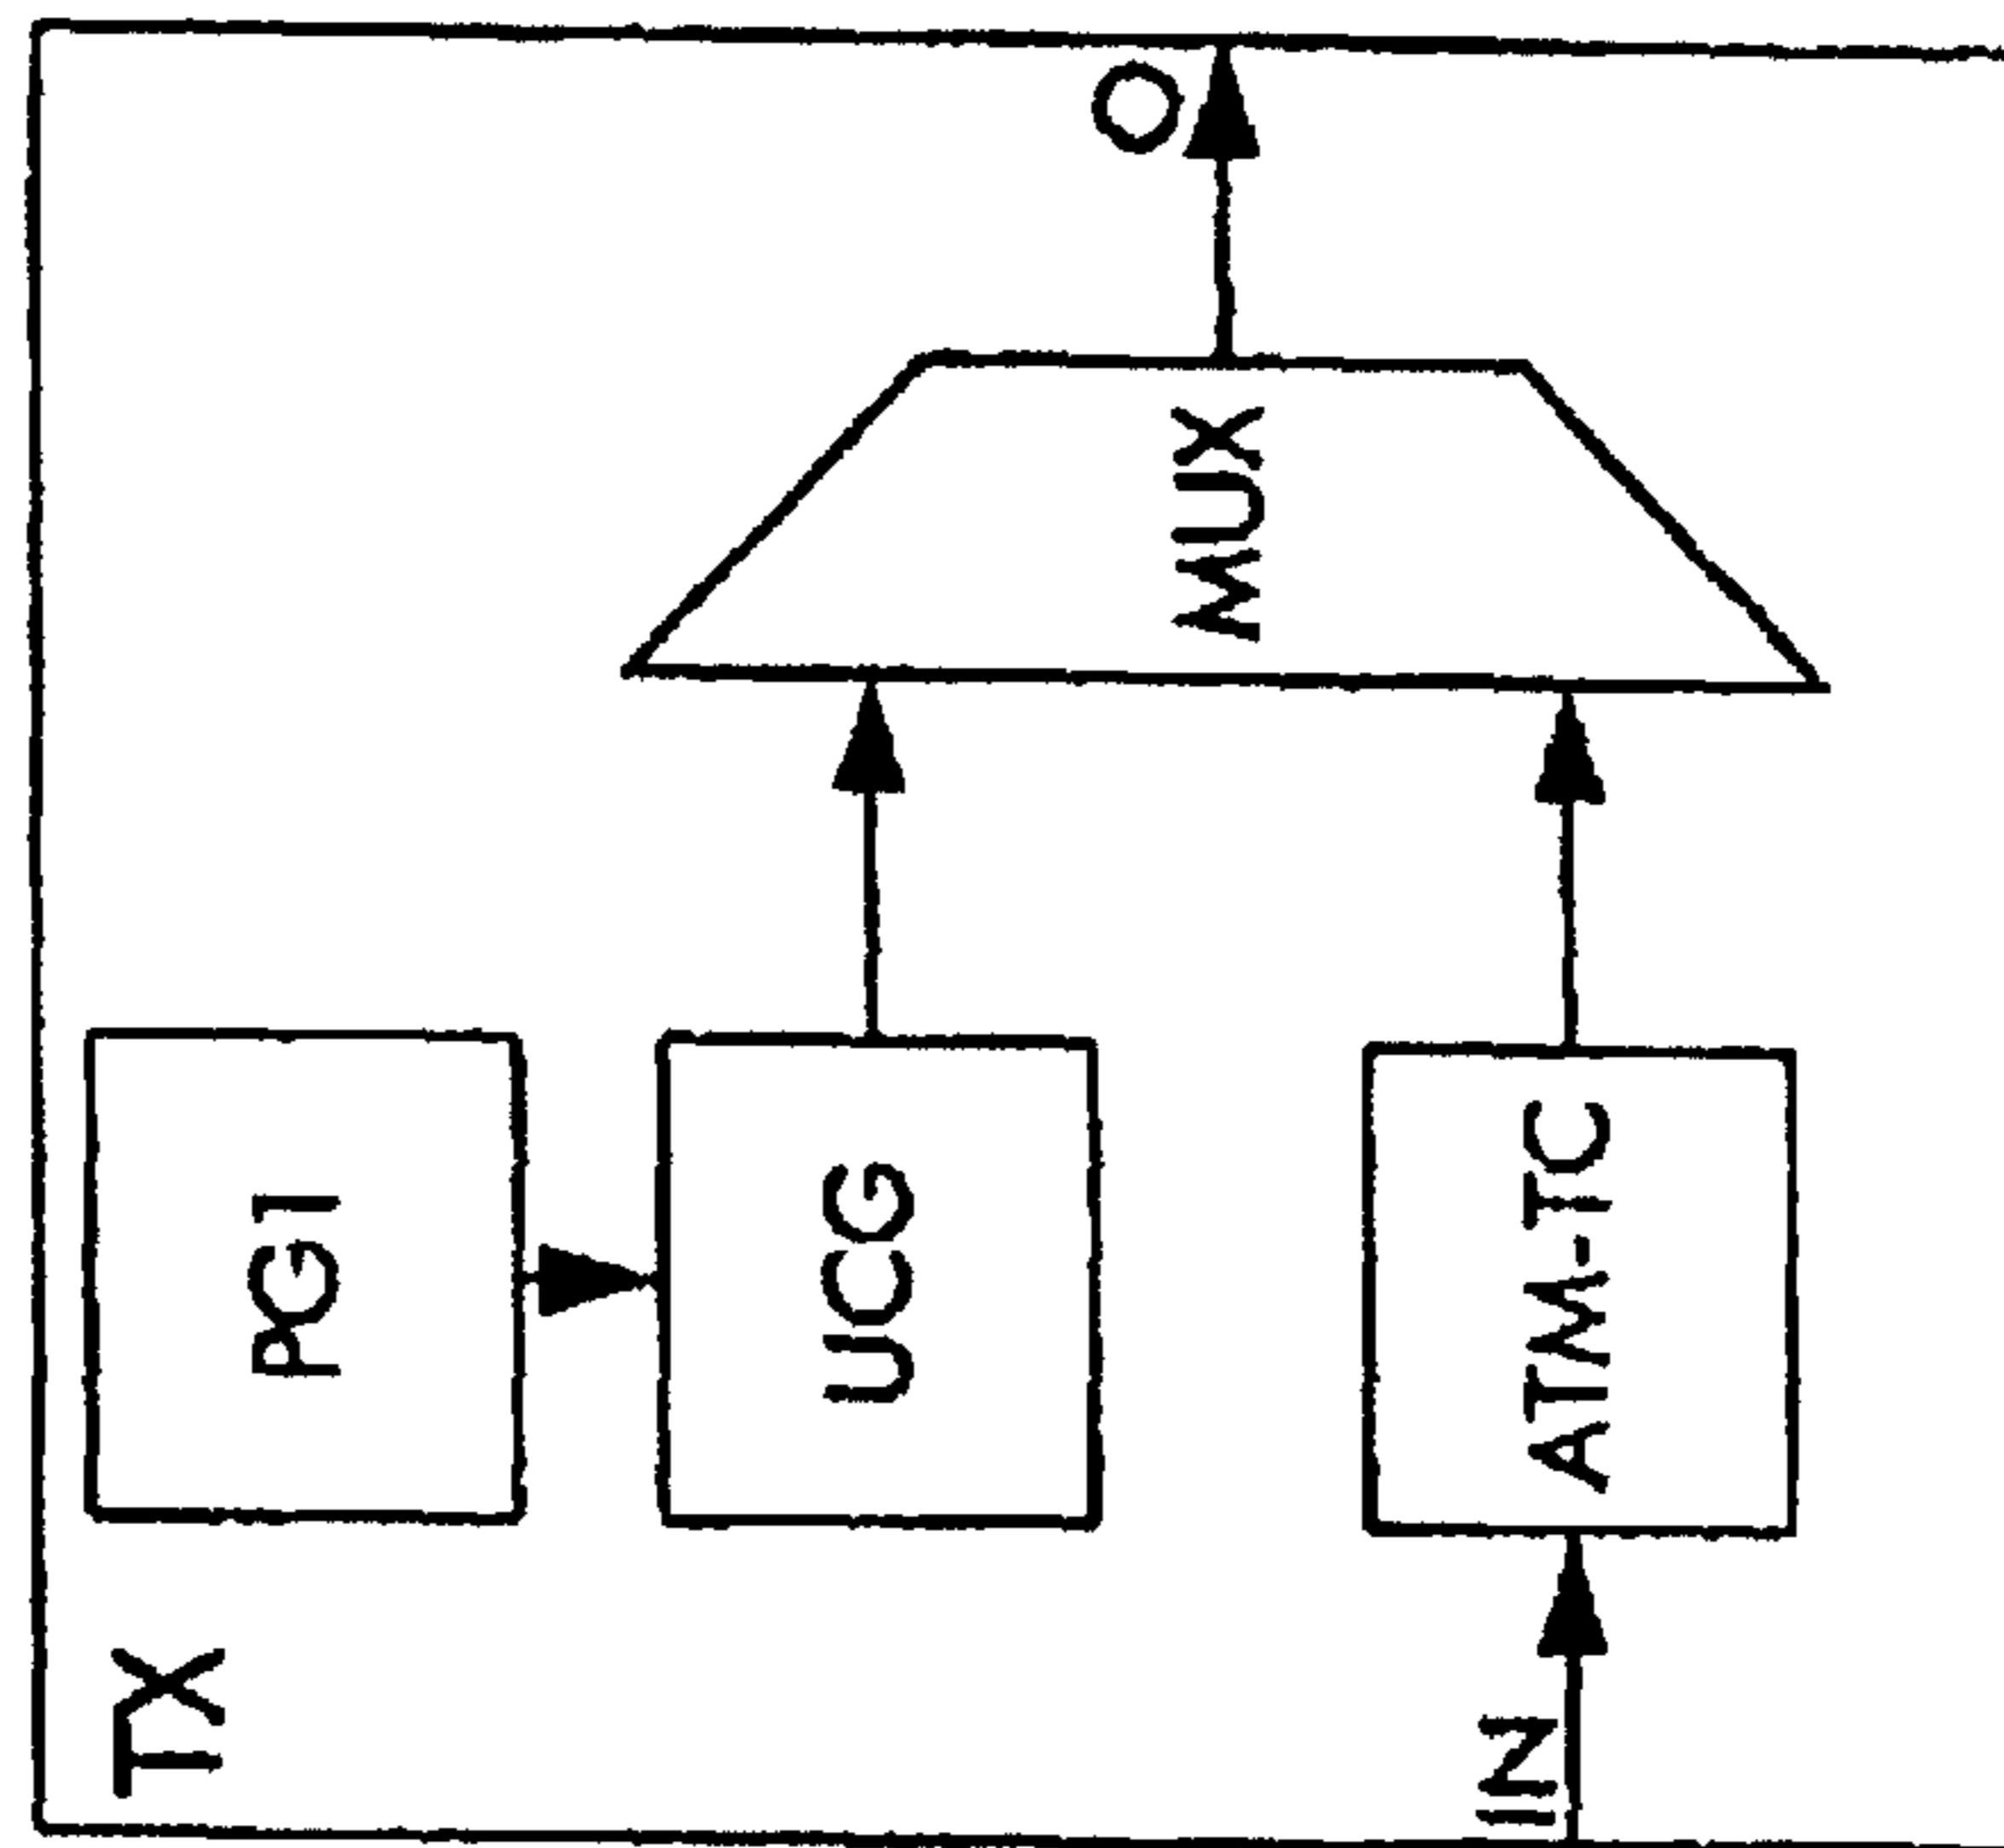 TX
PG1
UCG
MUX
O
ATM-TC
IN